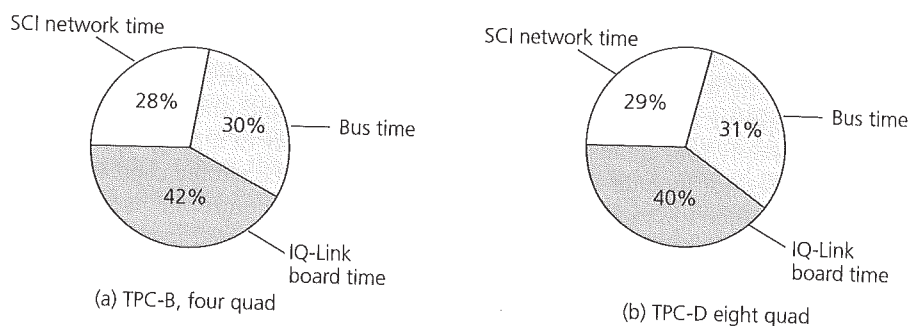 SCI network time
28%
30%
Bus time
42%
IQ-Link
board time
(a) TPC-B, four quad
SCI network time
29%
31%
Bus time
40%
IQ-Link
board time
(b) TPC-D eight quad